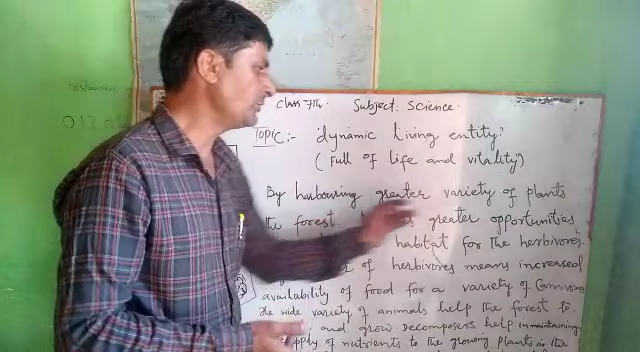 Class 7th Subject. Science.
Topic:- dynamic living entity:
(Full of life and vitality)
By harbouring greater variety of plants
the forest greater opportunities
habitat for the herbivores.
of herbivores means increased
availability of food for a variety of Carnivore
The wide variety of animals help the forest to
and grow Decomposers help in maintaining
of nutrients to the growing plants in the